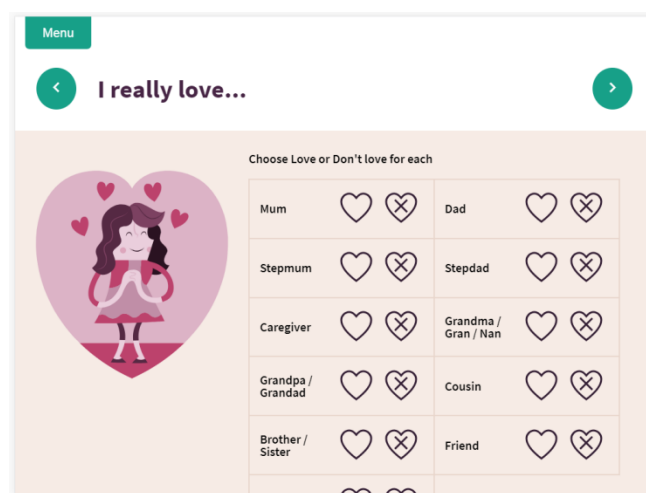 Menu
I really love...
Choose Love or Don't love for each
Mum
Dad
Stepmum
Stepdad
Caregiver
Grandma /
Gran / Nan
Grandpa /
Grandad
Cousin
Brother /
Sister
Friend